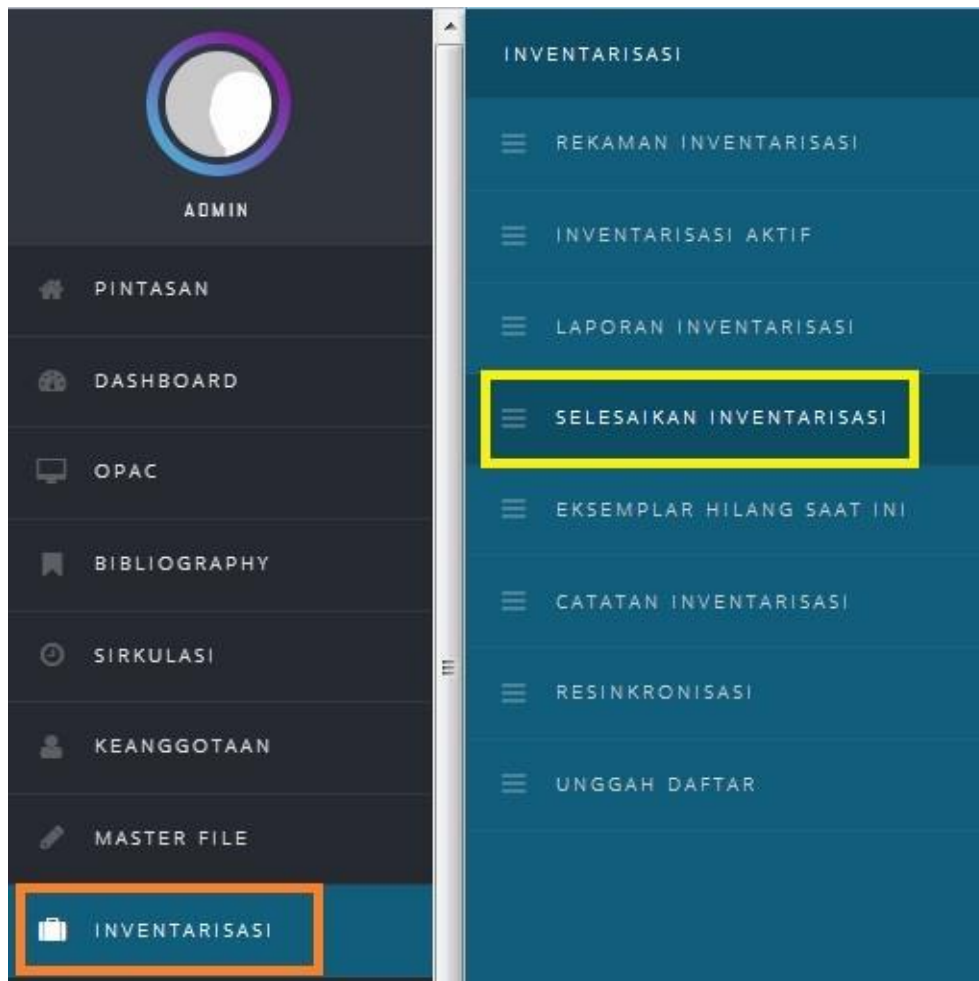 ADMIN
PINTASAN
DASHBOARD
OPAC
BIBLIOGRAPHY
SIRKULASI
KEANGGOTAAN
MASTER FILE
INVENTARISASI
INVENTARISASI
REKAMAN INVENTARISASI
INVENTARISASI AKTIF
LAPORAN INVENTARISASI
SELESAIKAN INVENTARISASI
EKSEMPLAR HILANG SAAT INI
CATATAN INVENTARISASI
RESINKRONISASI
UNGGAH DAFTAR